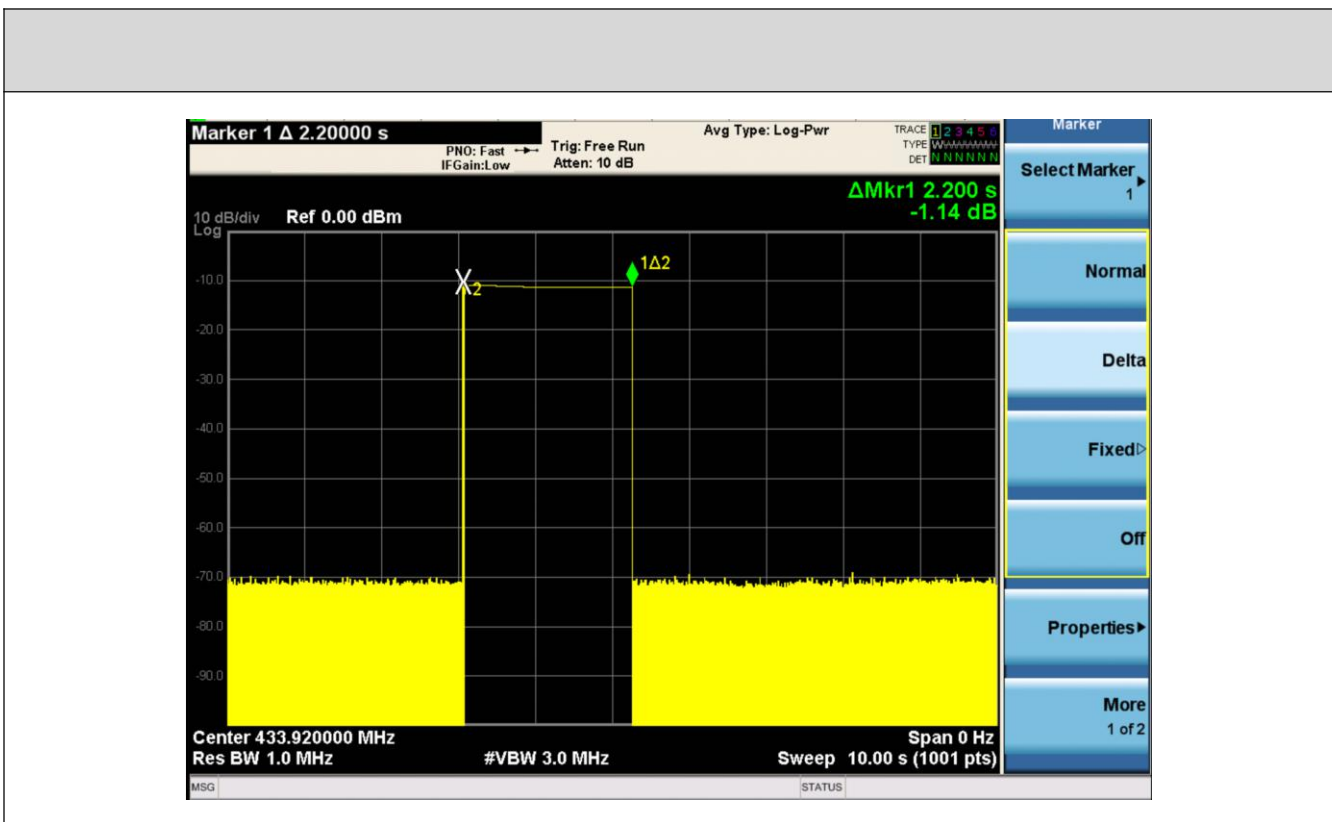 Marker 1 Δ 2.20000 s
PNO: Fast
IFGain:Low
Trig: Free Run
Atten: 10 dB
Avg Type: Log-Pwr
TRACE 1 2 3 4 5 6
TYPE W
DET N N N N N N
ΔMkr1 2.200 s
-1.14 dB
10 dB/div Ref 0.00 dBm
Log
-10.0
-20.0
-30.0
-40.0
-50.0
-60.0
-70.0
-80.0
-90.0
X2
1Δ2
Center 433.920000 MHz
Span 0 Hz
Res BW 1.0 MHz
#VBW 3.0 MHz
Sweep 10.00 s (1001 pts)
MSG
STATUS
Marker
Select Marker
1
Normal
Delta
Fixed
Off
Properties
More
1 of 2